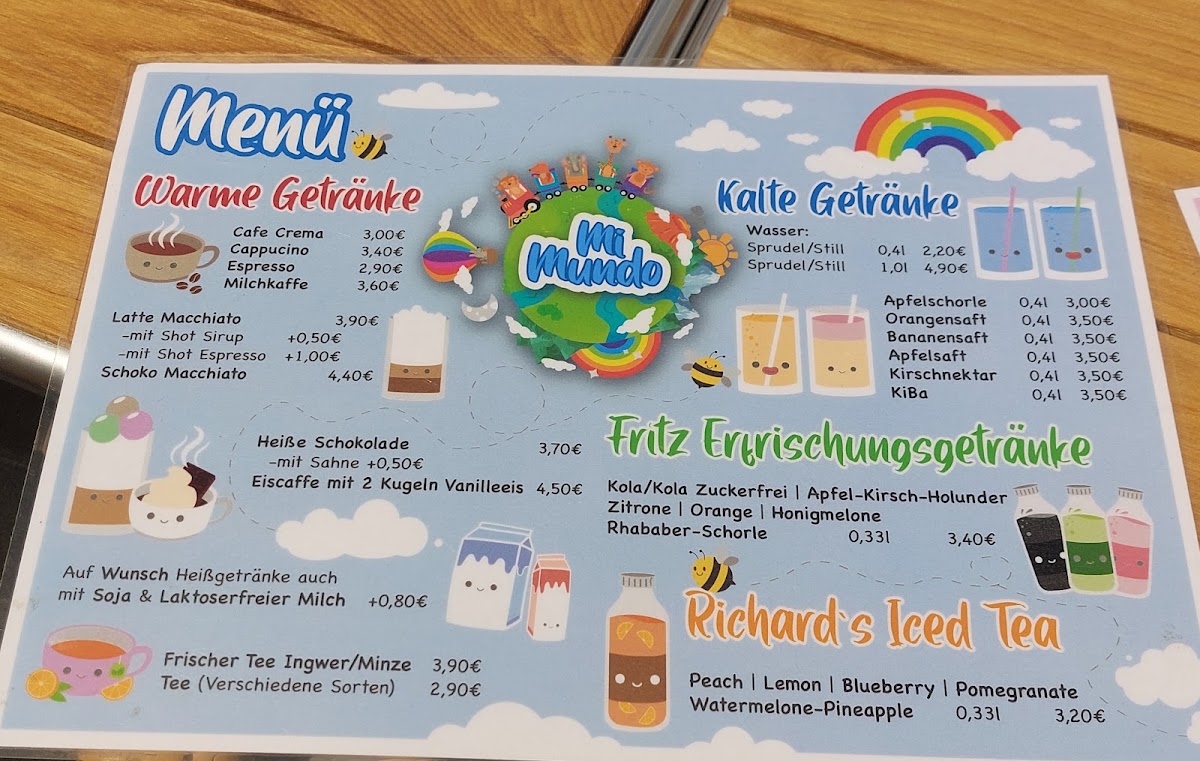 Menü
Warme Getränke
Cafe Crema 3,00€
Cappucino 3,40€
Espresso 2,90€
Milchkaffe 3,60€
Latte Macchiato 3,90€
-mit Shot Sirup +0,50€
-mit Shot Espresso +1,00€
Schoko Macchiato 4,40€
Heiße Schokolade 3,70€
-mit Sahne +0,50€
Eiscaffe mit 2 Kugeln Vanilleeis 4,50€
Auf Wunsch Heißgetränke auch
mit Soja & Laktoserfreier Milch +0,80€
Frischer Tee Ingwer/Minze 3,90€
Tee (Verschiedene Sorten) 2,90€
Mi
Mundo
Kalte Getränke
Wasser:
Sprudel/Still 0,4l 2,20€
Sprudel/Still 1,0l 4,90€
Apfelschorle 0,4l 3,00€
Orangensaft 0,4l 3,50€
Bananensaft 0,4l 3,50€
Apfelsaft 0,4l 3,50€
Kirschnektar 0,4l 3,50€
KiBa 0,4l 3,50€
Fritz Erfrischungsgetränke
Kola/Kola Zuckerfrei | Apfel-Kirsch-Holunder
Zitrone | Orange | Honigmelone
Rhababer-Schorle 0,33l 3,40€
Richard's Iced Tea
Peach | Lemon | Blueberry | Pomegranate
Watermelone-Pineapple 0,33l 3,20€